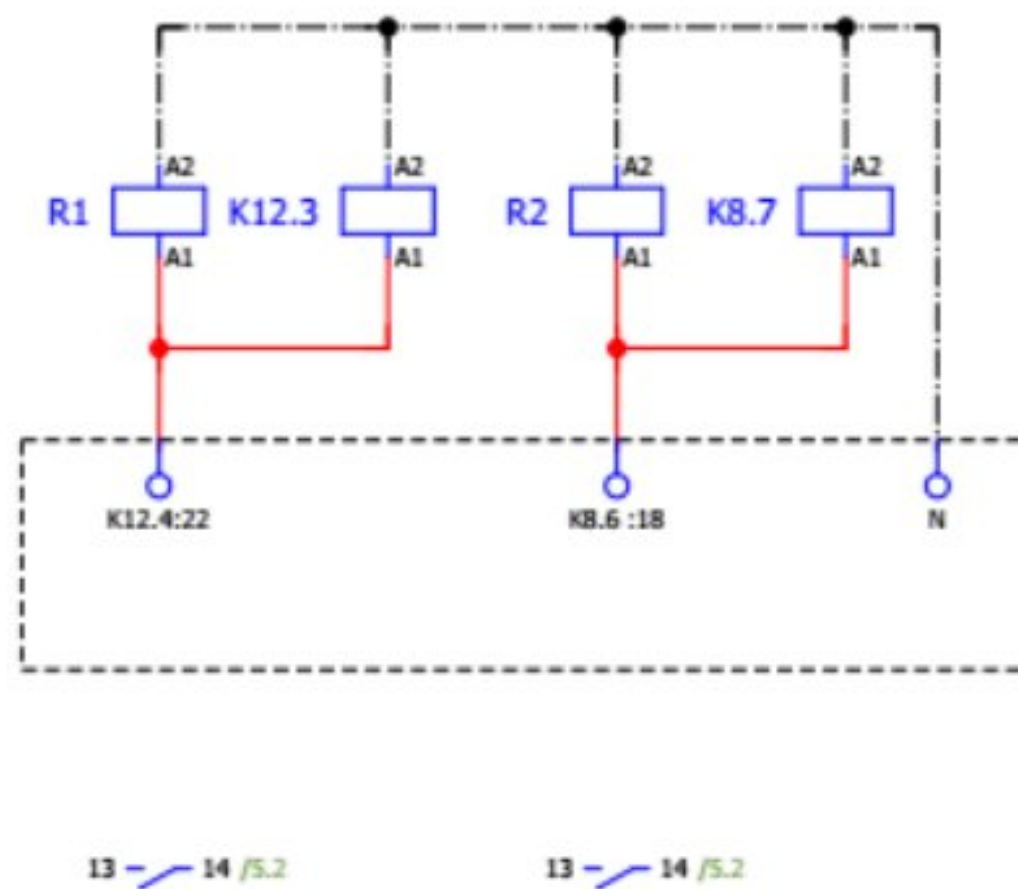 A2 A2 A2 A2
R1 K12.3 R2 K8.7
A1 A1 A1 A1
K12.4:22 K8.6 :18 N
13 14 /5.2 13 14 /5.2